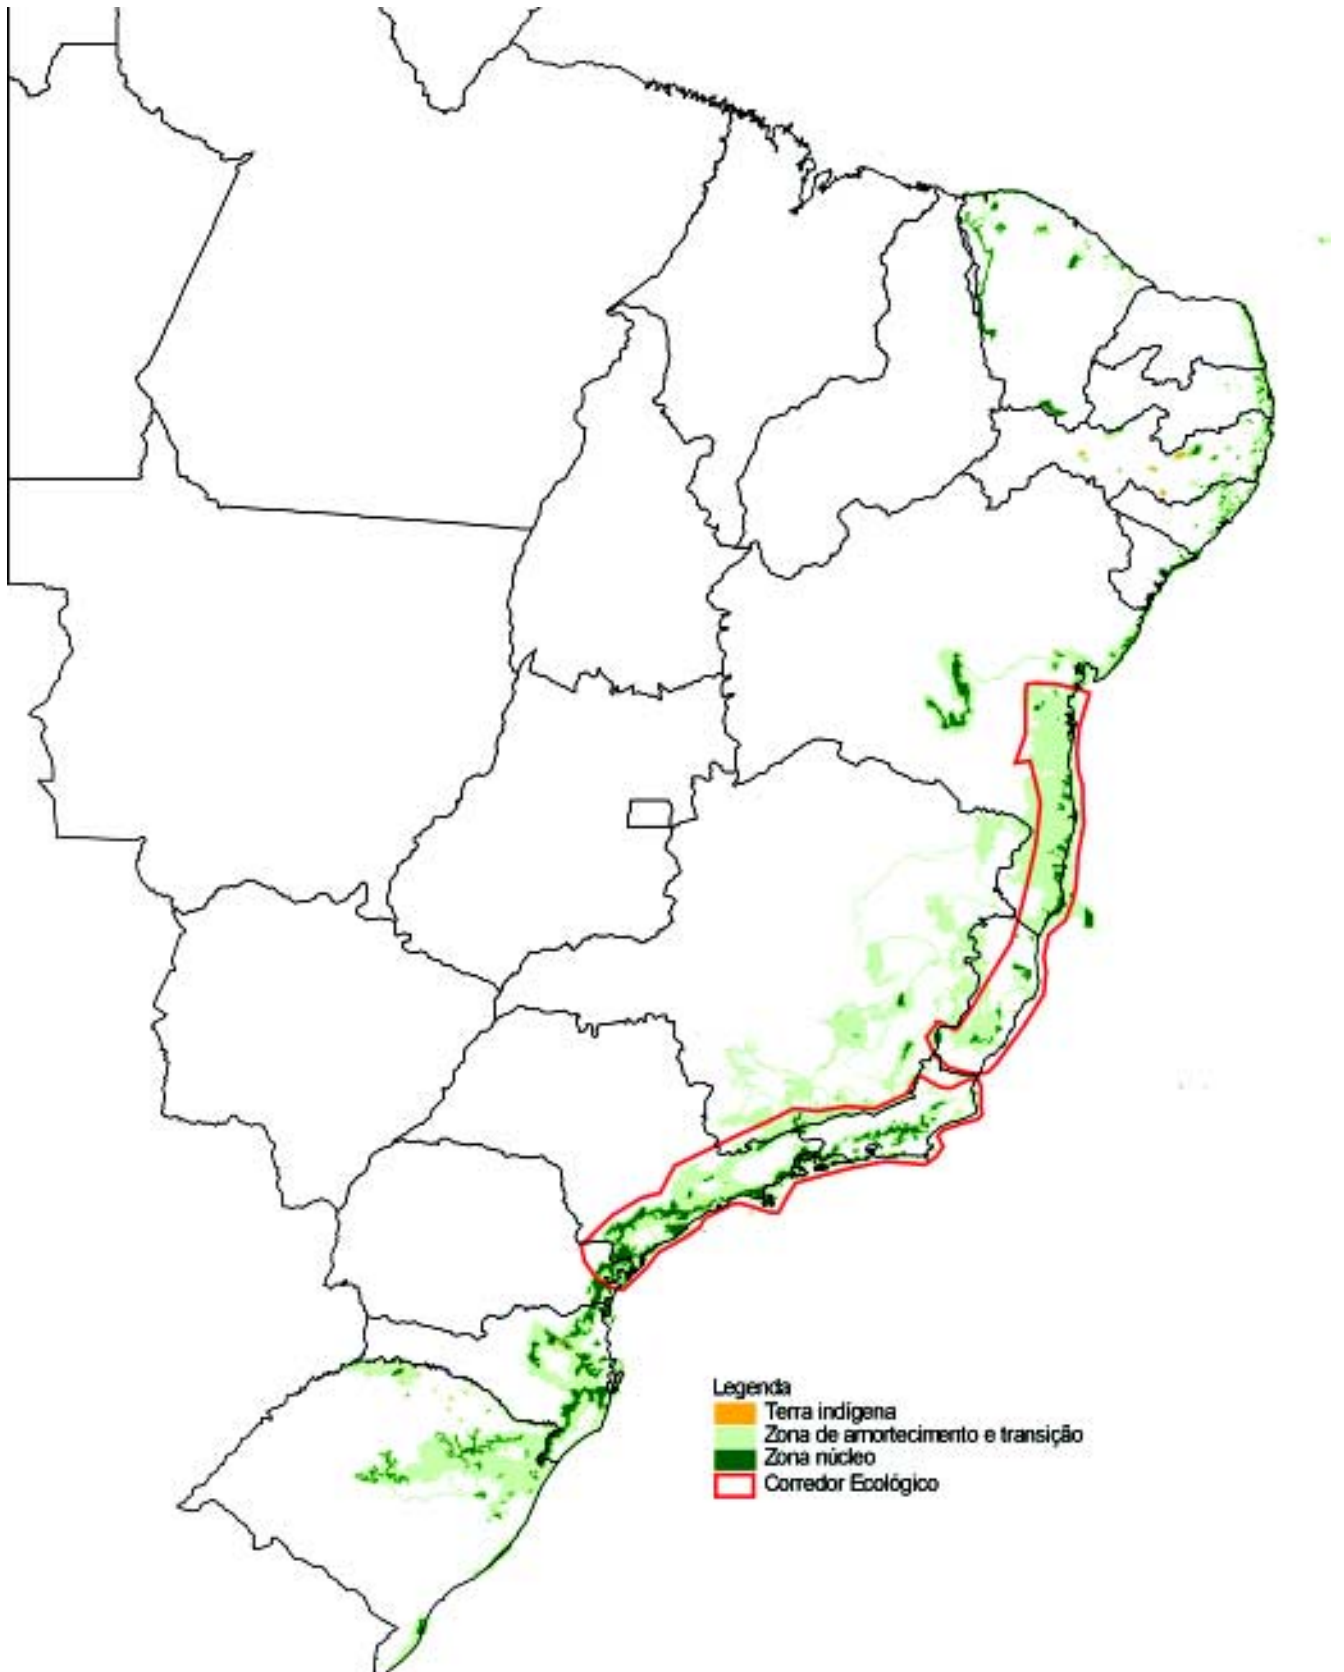 Legenda
Terra indígena
Zona de amortecimento e transição
Zona núcleo
Corredor Ecológico